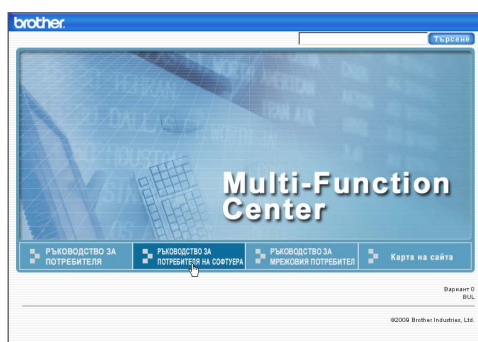 brother.
Търсене
Multi-Function
Center
РЪКОВОДСТВО ЗА
ПОТРЕБИТЕЛЯ
РЪКОВОДСТВО ЗА
ПОТРЕБИТЕЛЯ НА СОФТУЕРА
РЪКОВОДСТВО ЗА
МРЕЖОВИЯ ПОТРЕБИТЕЛ
Карта на сайта
Вариант 0
BUL
©2009 Brother Industries, Ltd.